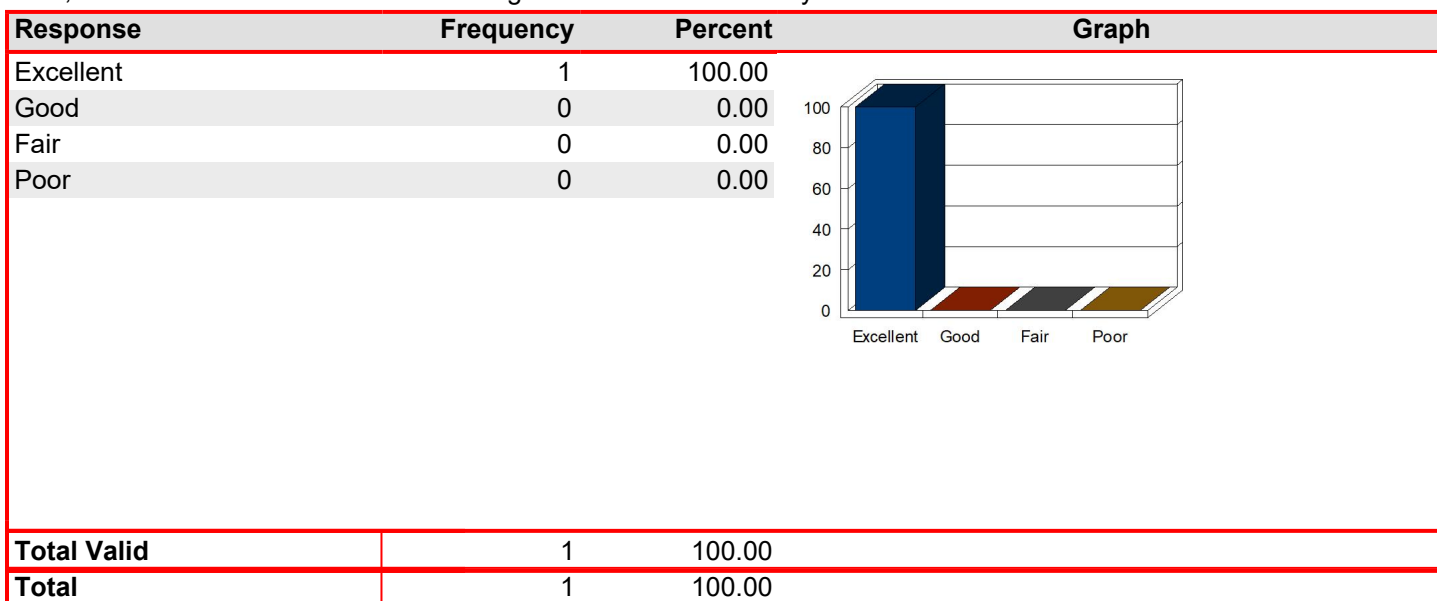 Response Frequency Percent Graph
Excellent 1 100.00
Good 0 0.00
Fair 0 0.00
Poor 0 0.00
100
80
60
40
20
0
Excellent Good Fair Poor
Total Valid 1 100.00
Total 1 100.00